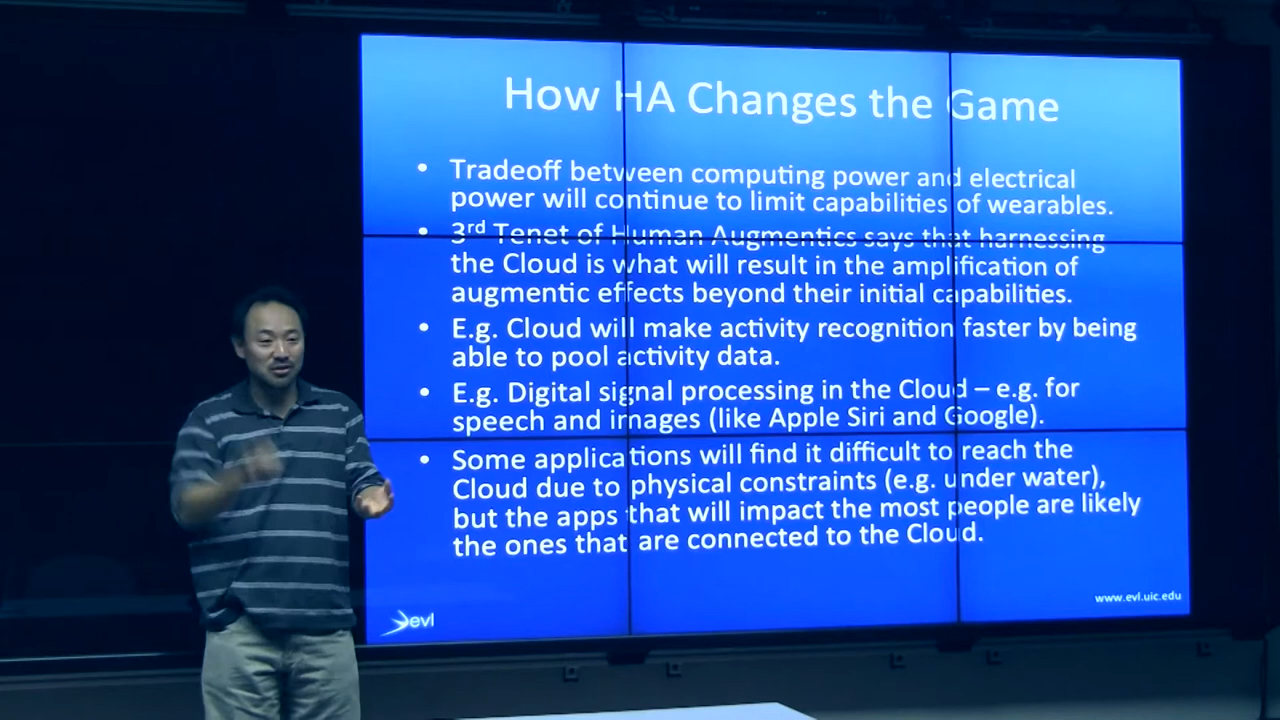 How HA Changes the Game
• Tradeoff between computing power and electrical
power will continue to limit capabilities of wearables.
• 3rd Tenet of Human Augmentics says that harnessing
the Cloud is what will result in the amplification of
augmentic effects beyond their initial capabilities.
• E.g. Cloud will make activity recognition faster by being
able to pool activity data.
• E.g. Digital signal processing in the Cloud – e.g. for
speech and images (like Apple Siri and Google).
• Some applications will find it difficult to reach the
Cloud due to physical constraints (e.g. under water),
but the apps that will impact the most people are likely
the ones that are connected to the Cloud.
www.evl.uic.edu
evl